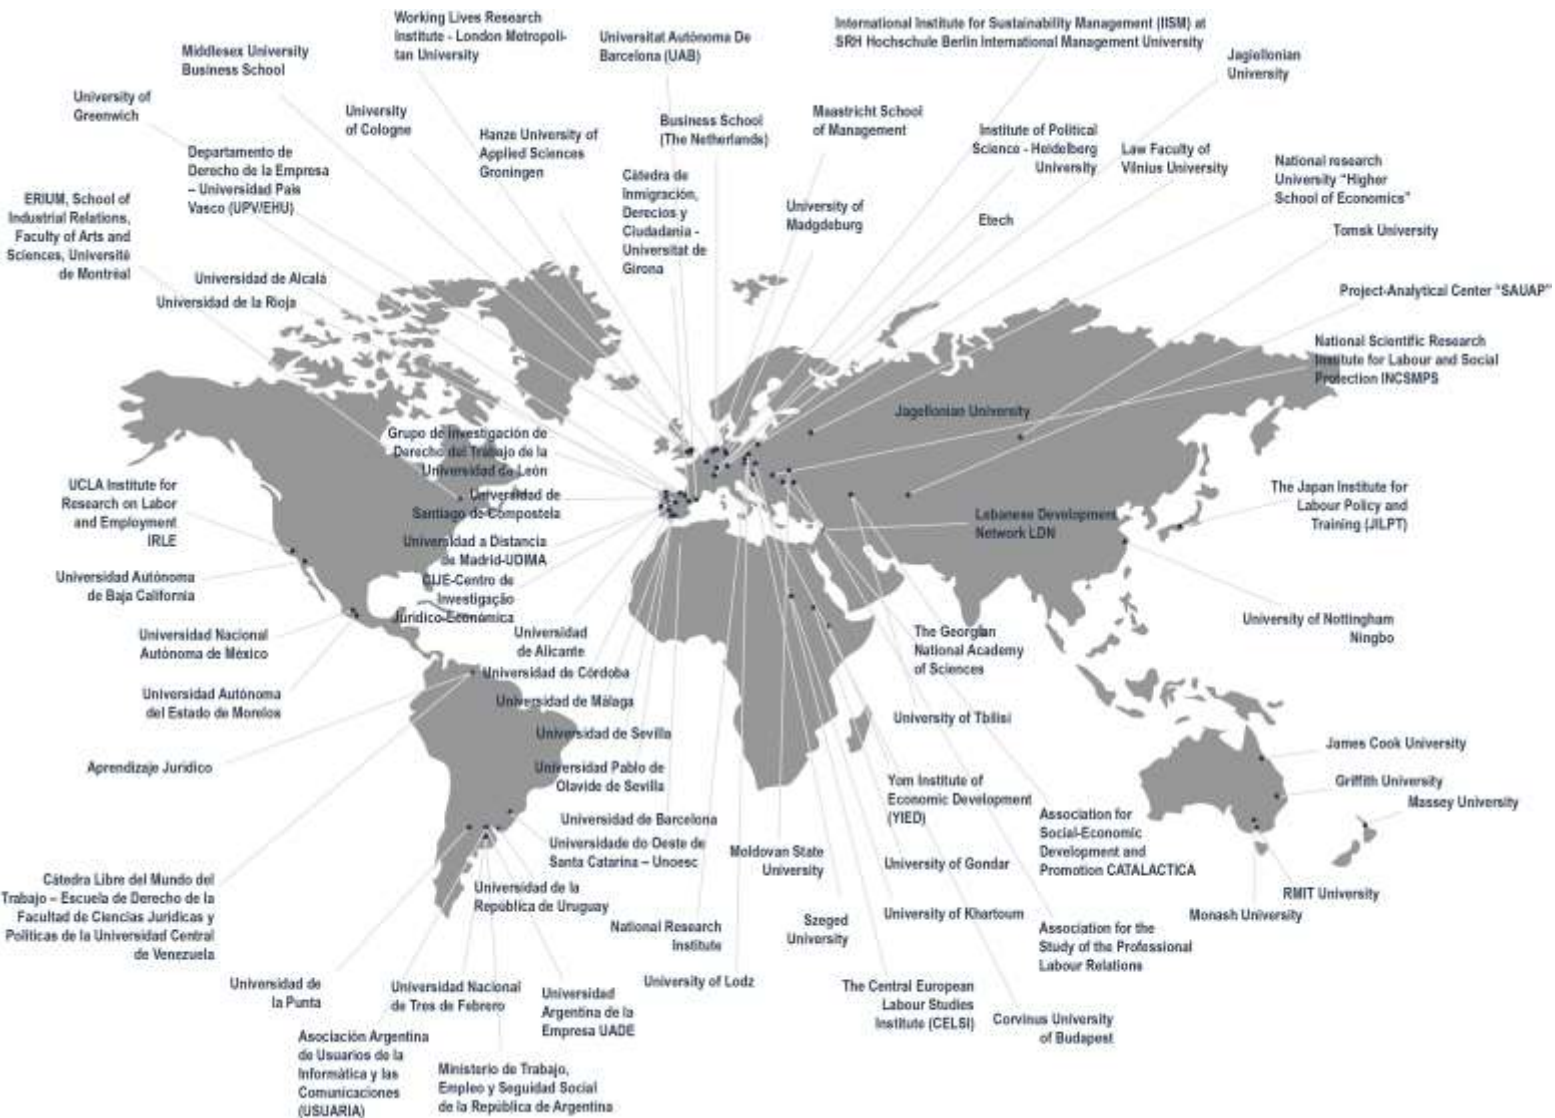 Working Lives Research
Institute - London Metropoli-
tan University
Universitat Autónoma De
Barcelona (UAB)
International Institute for Sustainability Management (IISM) at
SRH Hochschule Berlin International Management University
Middlesex University
Business School
Jagiellonian
University
University of
Greenwich
University
of Cologne
Hanze University of
Applied Sciences
Groningen
Business School
(The Netherlands)
Maastricht School
of Management
Institute of Political
Science - Heidelberg
University
Law Faculty of
Vilnius University
National research
University “Higher
School of Economics”
Departamento de
Derecho de la Empresa
– Universidad Pais
Vasco (UPV/EHU)
Cátedra de
Inmigración,
Derecios y
Ciudadania -
Universitat de
Girona
University of
Madgdeburg
Etech
Tomsk University
ERIUM, School of
Industrial Relations,
Faculty of Arts and
Sciences, Université
de Montréal
Universidad de Alcalá
Universidad de la Rioja
Project-Analytical Center “SAUAP”
National Scientific Research
Institute for Labour and Social
Protection INCSMPS
Jagellonian University
Grupo de Investigación de
Derecho del Trabajo de la
Universidad de León
UCLA Institute for
Research on Labor
and Employment
IRLE
Universidad de
Santiago de Compostela
Lebanese Development
Network LDN
The Japan Institute for
Labour Policy and
Training (JILPT)
Universidad a Distancia
de Madrid-UDIMA
Universidad Autónoma
de Baja California
CIJE-Centro de
Investigação
Jurídico-Económica
Universidad Nacional
Autónoma de México
Universidad
de Alicante
The Georgian
National Academy
of Sciences
University of Nottingham
Ningbo
Universidad de Córdoba
Universidad Autónoma
del Estado de Morelos
Universidad de Málaga
University of Tbilisi
Universidad de Sevilla
James Cook University
Aprendizaje Jurídico
Universidad Pablo de
Olavide de Sevilla
Yom Institute of
Economic Development
(YIED)
Griffith University
Massey University
Universidad de Barcelona
Association for
Social-Economic
Development and
Promotion CATALACTICA
Universidade do Oeste de
Santa Catarina – Unoesc
Moldovan State
University
University of Gondar
Cátedra Libre del Mundo del
Trabajo – Escuela de Derecho de la
Facultad de Ciencias Jurídicas y
Políticas de la Universidad Central
de Venezuela
Universidad de la
República de Uruguay
RMIT University
Monash University
National Research
Institute
Szeged
University
University of Khartoum
Association for the
Study of the Professional
Labour Relations
Universidad de
la Punta
Universidad Nacional
de Tres de Febrero
University of Lodz
Universidad
Argentina de la
Empresa UADE
The Central European
Labour Studies
Institute (CELSI)
Corvinus University
of Budapest
Asociación Argentina
de Usuarios de la
Informática y las
Comunicaciones
(USUARIA)
Ministerio de Trabajo,
Empleo y Seguidad Social
de la República de Argentina